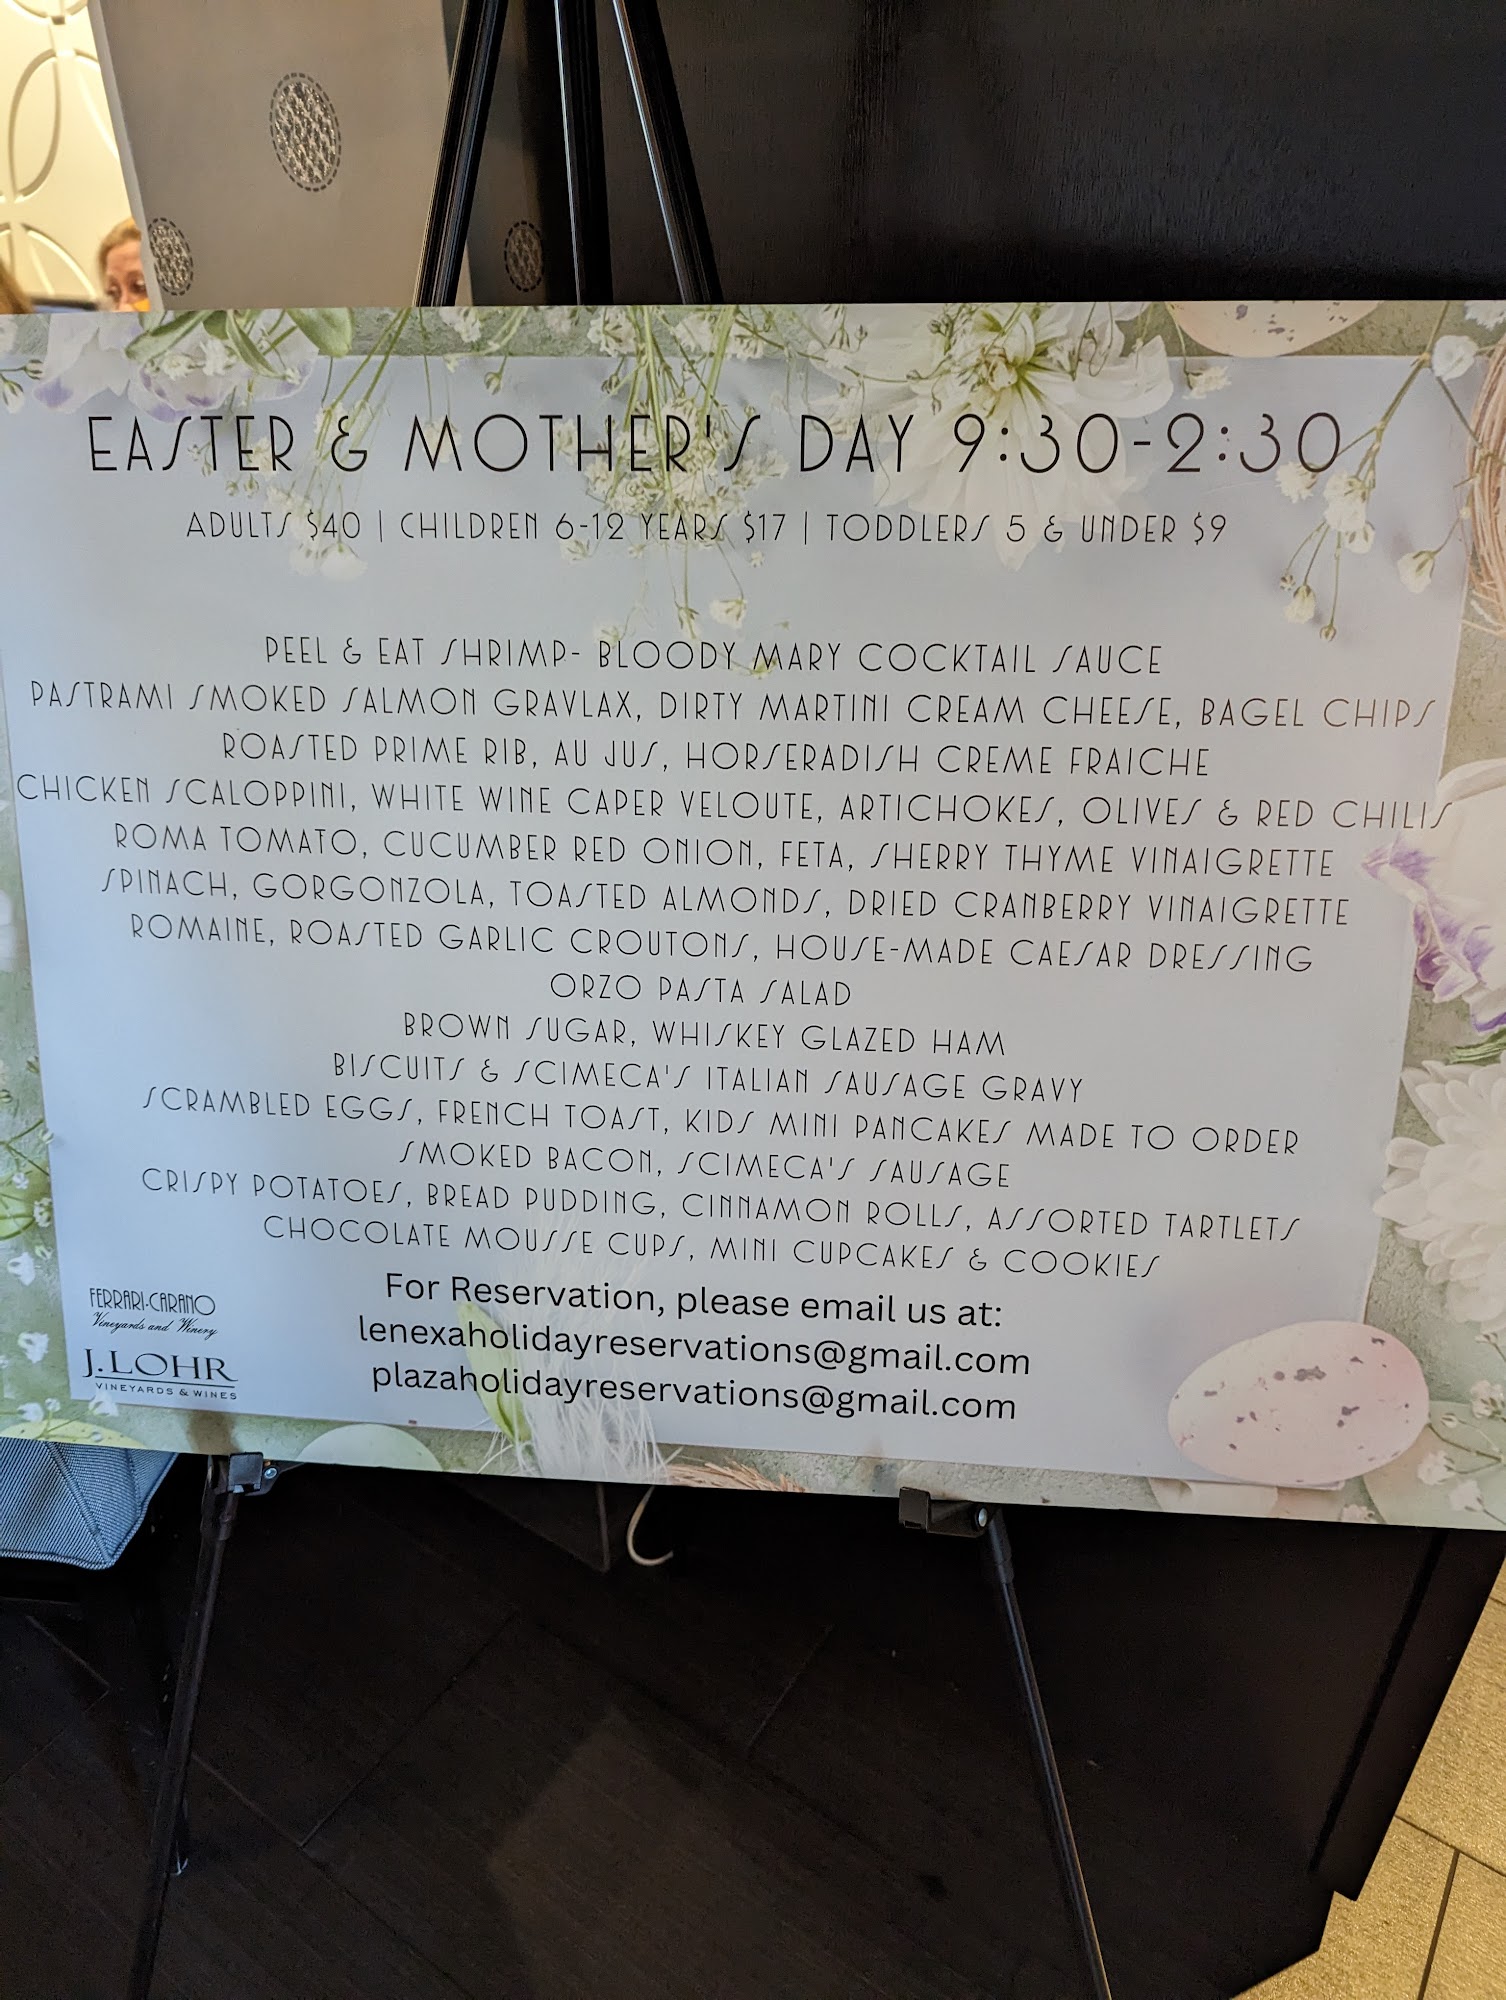 EASTER & MOTHER'S DAY 9:30-2:30
ADULTS $40 | CHILDREN 6-12 YEARS $17 | TODDLERS 5 & UNDER $9
PEEL & EAT SHRIMP- BLOODY MARY COCKTAIL SAUCE
PASTRAMI SMOKED SALMON GRAVLAX, DIRTY MARTINI CREAM CHEESE, BAGEL CHIPS
ROASTED PRIME RIB, AU JUS, HORSERADISH CREME FRAICHE
CHICKEN SCALOPPINI, WHITE WINE CAPER VELOUTE, ARTICHOKES, OLIVES & RED CHILIS
ROMA TOMATO, CUCUMBER RED ONION, FETA, SHERRY THYME VINAIGRETTE
SPINACH, GORGONZOLA, TOASTED ALMONDS, DRIED CRANBERRY VINAIGRETTE
ROMAINE, ROASTED GARLIC CROUTONS, HOUSE-MADE CAESAR DRESSING
ORZO PASTA SALAD
BROWN SUGAR, WHISKEY GLAZED HAM
BISCUITS & SCIMECA'S ITALIAN SAUSAGE GRAVY
SCRAMBLED EGGS, FRENCH TOAST, KIDS MINI PANCAKES MADE TO ORDER
SMOKED BACON, SCIMECA'S SAUSAGE
CRISPY POTATOES, BREAD PUDDING, CINNAMON ROLLS, ASSORTED TARTLETS
CHOCOLATE MOUSSE CUPS, MINI CUPCAKES & COOKIES
For Reservation, please email us at:
lenexaholidayreservations@gmail.com
plazaholidayreservations@gmail.com
FERRARI-CARANO
Vineyards and Winery
J. LOHR
VINEYARDS & WINES